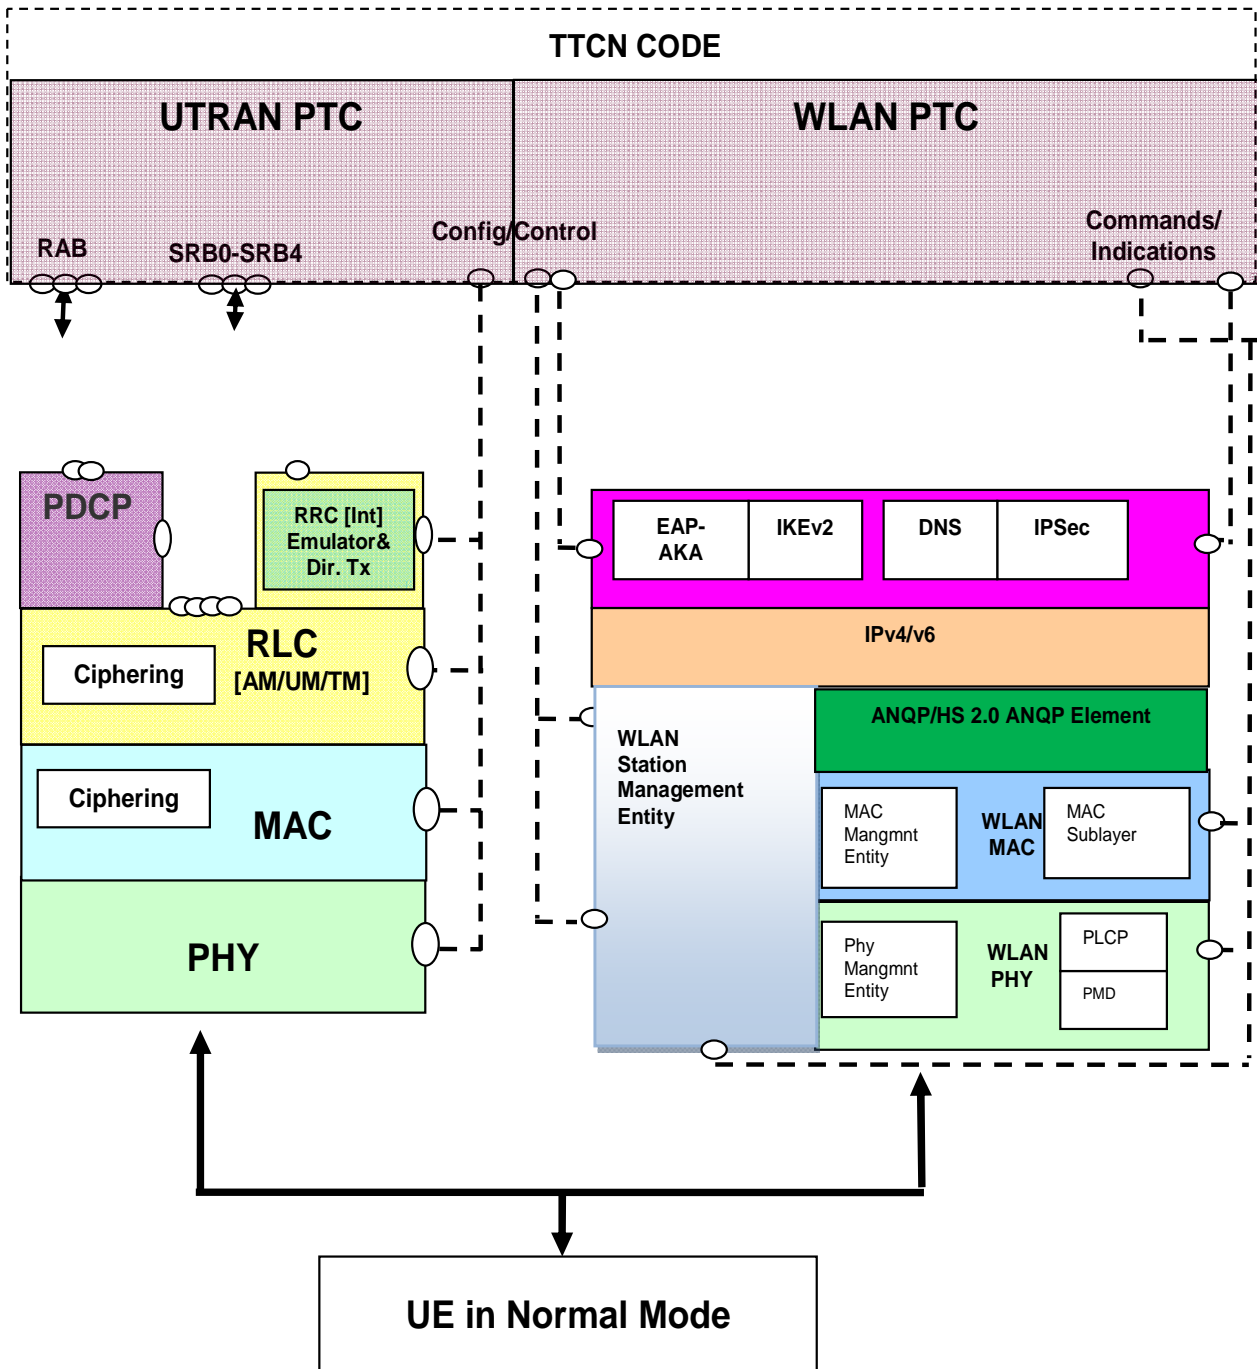 TTCN CODE
UTRAN PTC
WLAN PTC
RAB
SRB0-SRB4
Config/Control
Commands/
Indications
PDCP
RRC [Int]
Emulator&
Dir. Tx
RLC
[AM/UM/TM]
Ciphering
Ciphering
MAC
PHY
EAP-
AKA
IKEv2
DNS
IPSec
IPv4/v6
ANQP/HS 2.0 ANQP Element
WLAN
Station
Management
Entity
MAC
Mangmnt
Entity
WLAN
MAC
MAC
Sublayer
Phy
Mangmnt
Entity
WLAN
PHY
PLCP
PMD
UE in Normal Mode